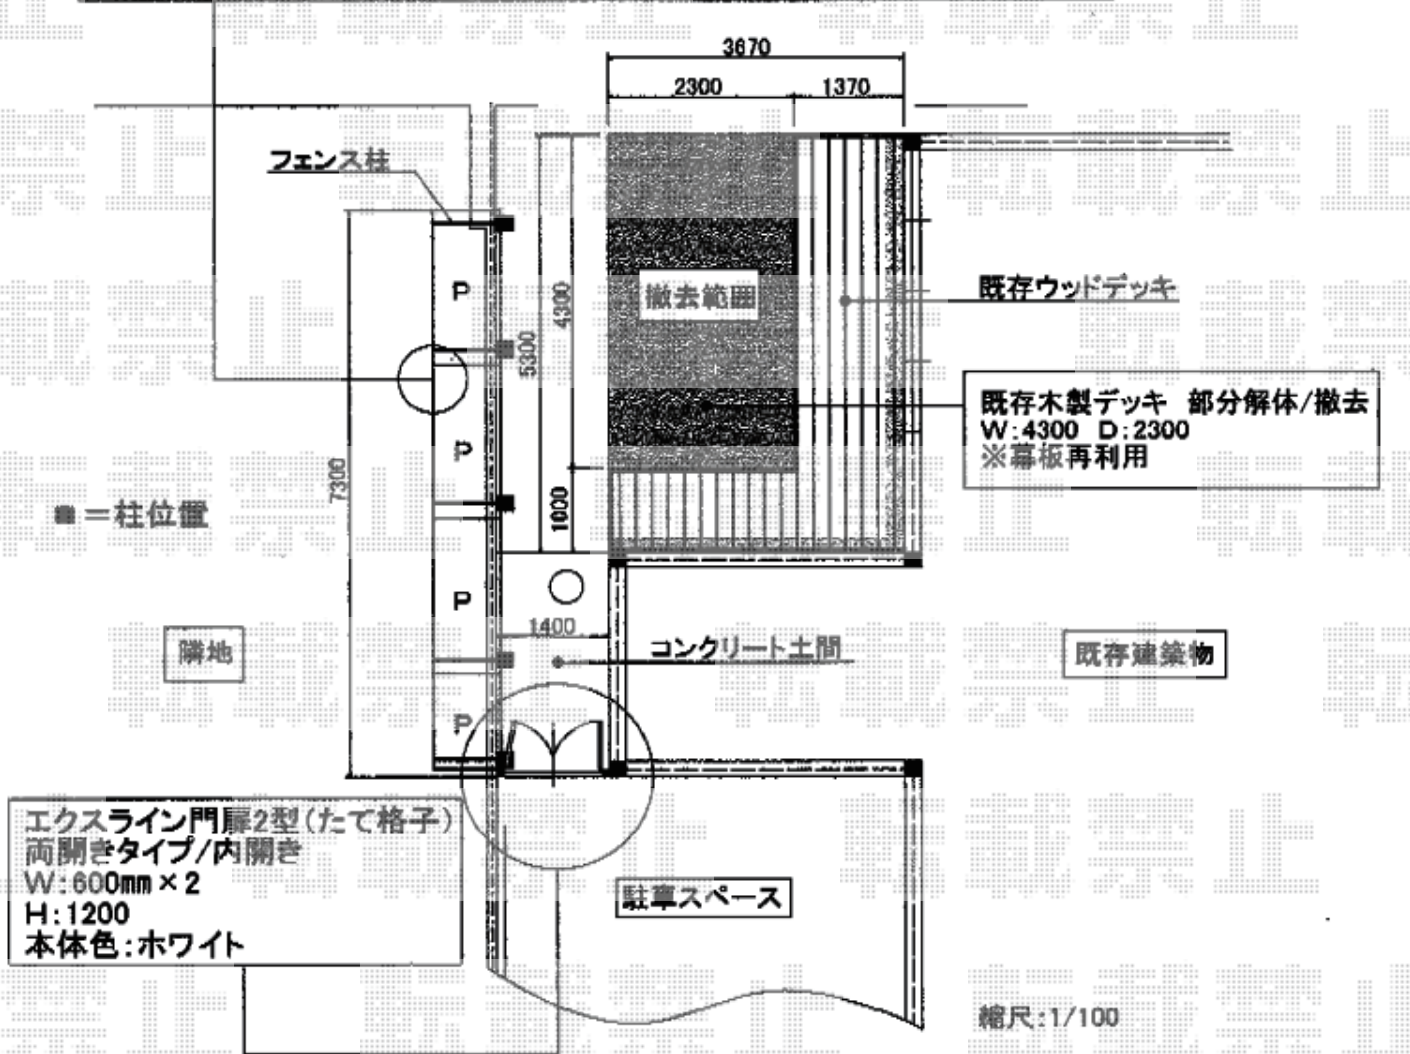 3670
2300
1370
フェンス柱
P
4300
撤去範囲
既存ウッドデッキ
5300
既存木製デッキ 部分解体/撤去
W:4300 D:2300
※幕板再利用
P
7300
1000
■=柱位置
P
1400
隣地
コンクリート土間
既存建築物
P
エクスライン門扉2型(たて格子)
両開きタイプ/内開き
W:600mm×2
H:1200
本体色:ホワイト
駐車スペース
縮尺:1/100
転載禁止